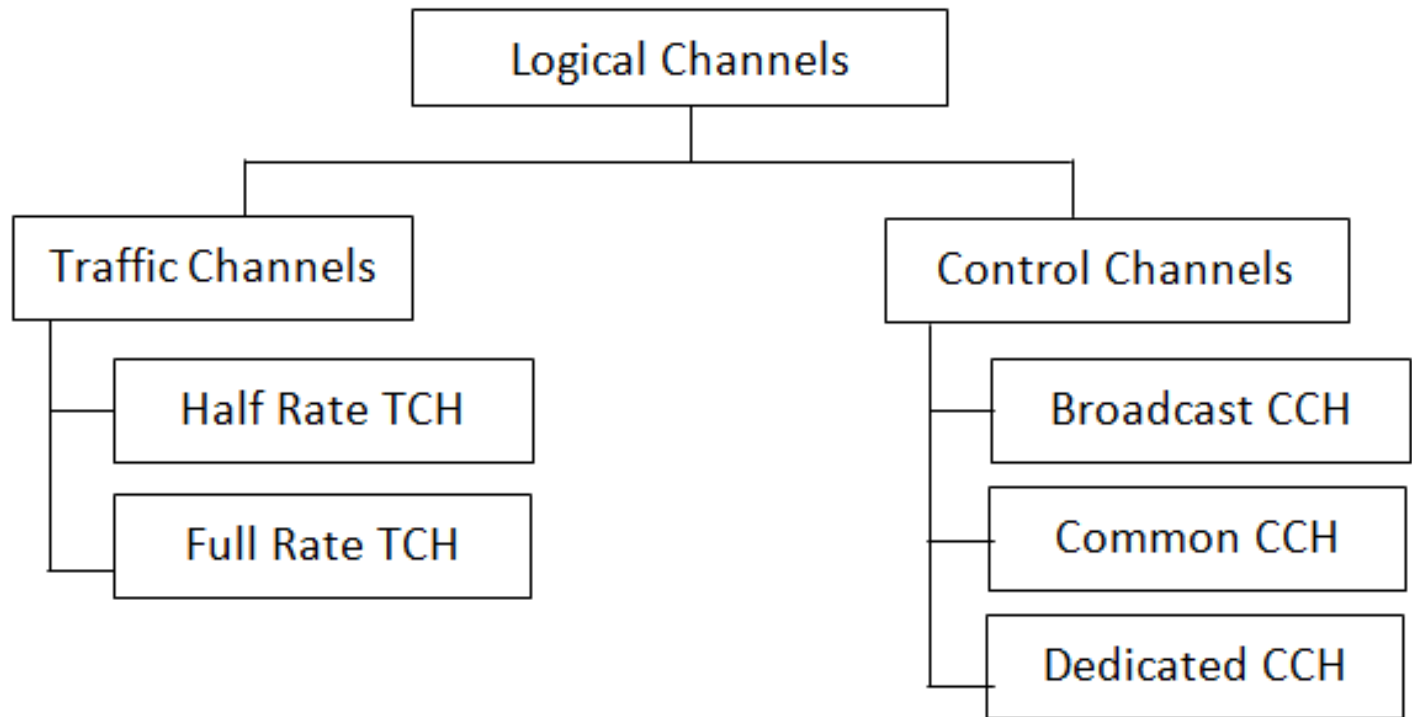 Logical Channels
Traffic Channels
Control Channels
Half Rate TCH
Broadcast CCH
Full Rate TCH
Common CCH
Dedicated CCH